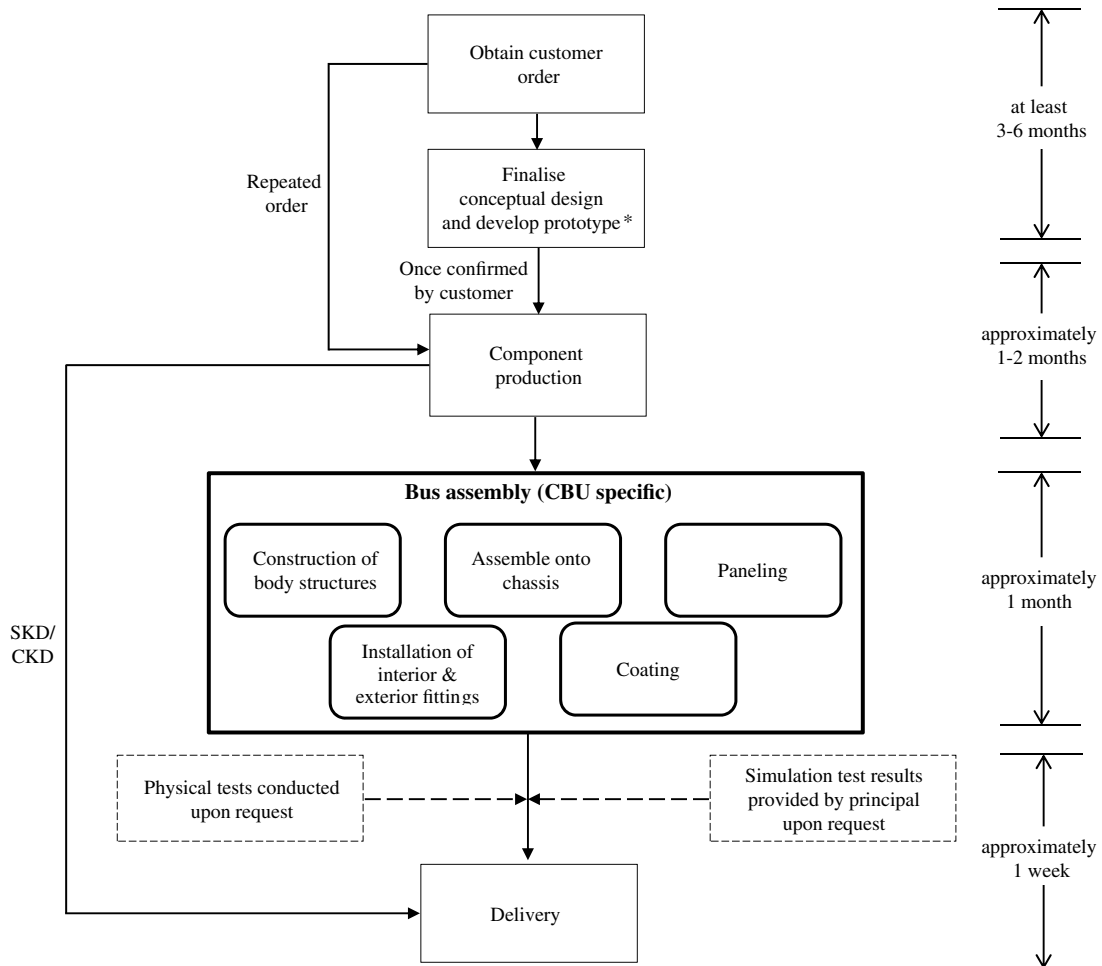 Obtain customer
order
at least
3-6 months
Repeated
order
Finalise
conceptual design
and develop prototype*
Once confirmed
by customer
Component
production
approximately
1-2 months
Bus assembly (CBU specific)
Construction of
body structures
Assemble onto
chassis
Paneling
approximately
1 month
SKD/
CKD
Installation of
interior &
exterior fittings
Coating
Physical tests conducted
upon request
Simulation test results
provided by principal
upon request
approximately
1 week
Delivery